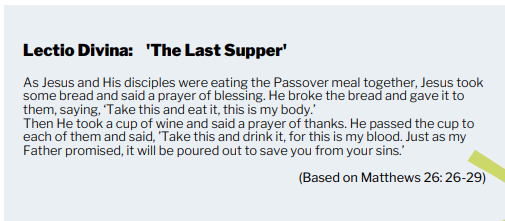 Lectio Divina:   'The Last Supper'
As Jesus and His disciples were eating the Passover meal together, Jesus took
some bread and said a prayer of blessing. He broke the bread and gave it to
them, saying, ‘Take this and eat it, this is my body.’
Then He took a cup of wine and said a prayer of thanks. He passed the cup to
each of them and said, ‘Take this and drink it, for this is my blood. Just as my
Father promised, it will be poured out to save you from your sins.’
(Based on Matthews 26: 26-29)